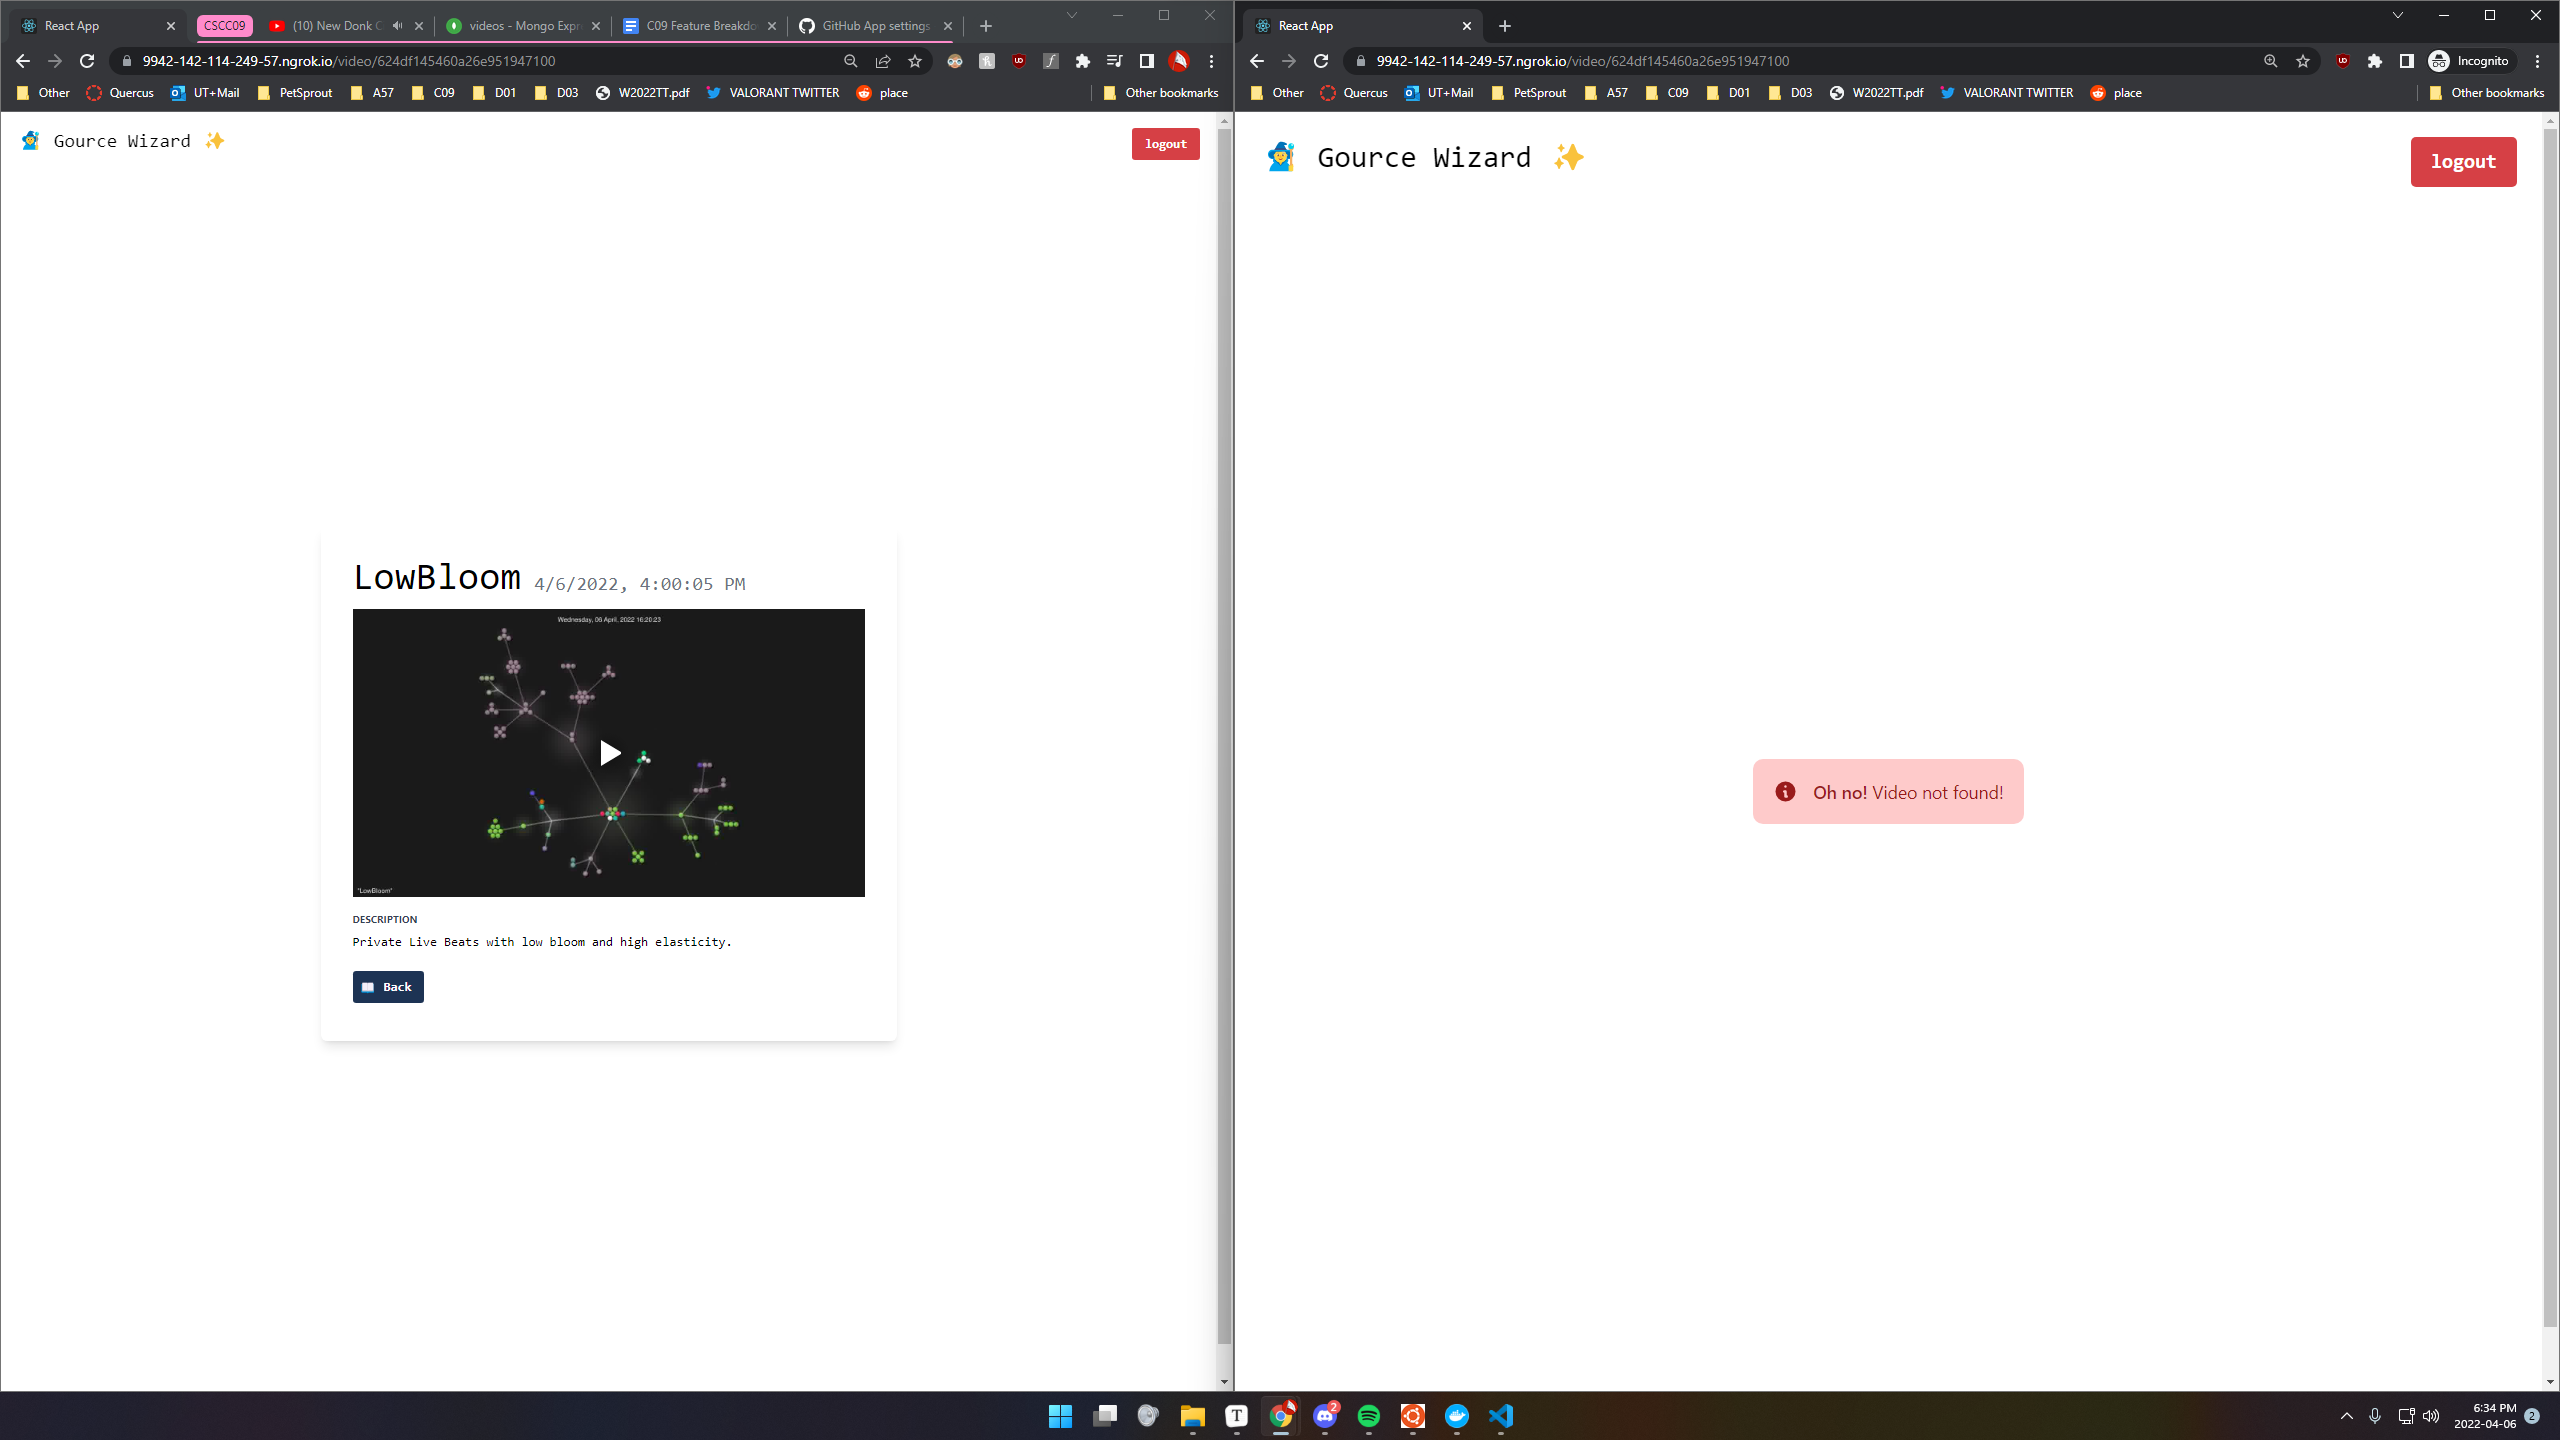 React App
CSCC09
(10) New Donk C
videos - Mongo Expr
C09 Feature Breakdo
GitHub App settings
9942-142-114-249-57.ngrok.io/video/624df145460a26e951947100
Other
Quercus
UT+Mail
PetSprout
A57
C09
D01
D03
W2022TT.pdf
VALORANT TWITTER
place
Other bookmarks
Gource Wizard
logout
LowBloom 4/6/2022, 4:00:05 PM
Wednesday, 06 April, 2022 16:20:23
"LowBloom"
DESCRIPTION
Private Live Beats with low bloom and high elasticity.
Back
React App
9942-142-114-249-57.ngrok.io/video/624df145460a26e951947100
Incognito
Other
Quercus
UT+Mail
PetSprout
A57
C09
D01
D03
W2022TT.pdf
VALORANT TWITTER
place
Other bookmarks
Gource Wizard
logout
Oh no! Video not found!
2
6:34 PM
2022-04-06
2